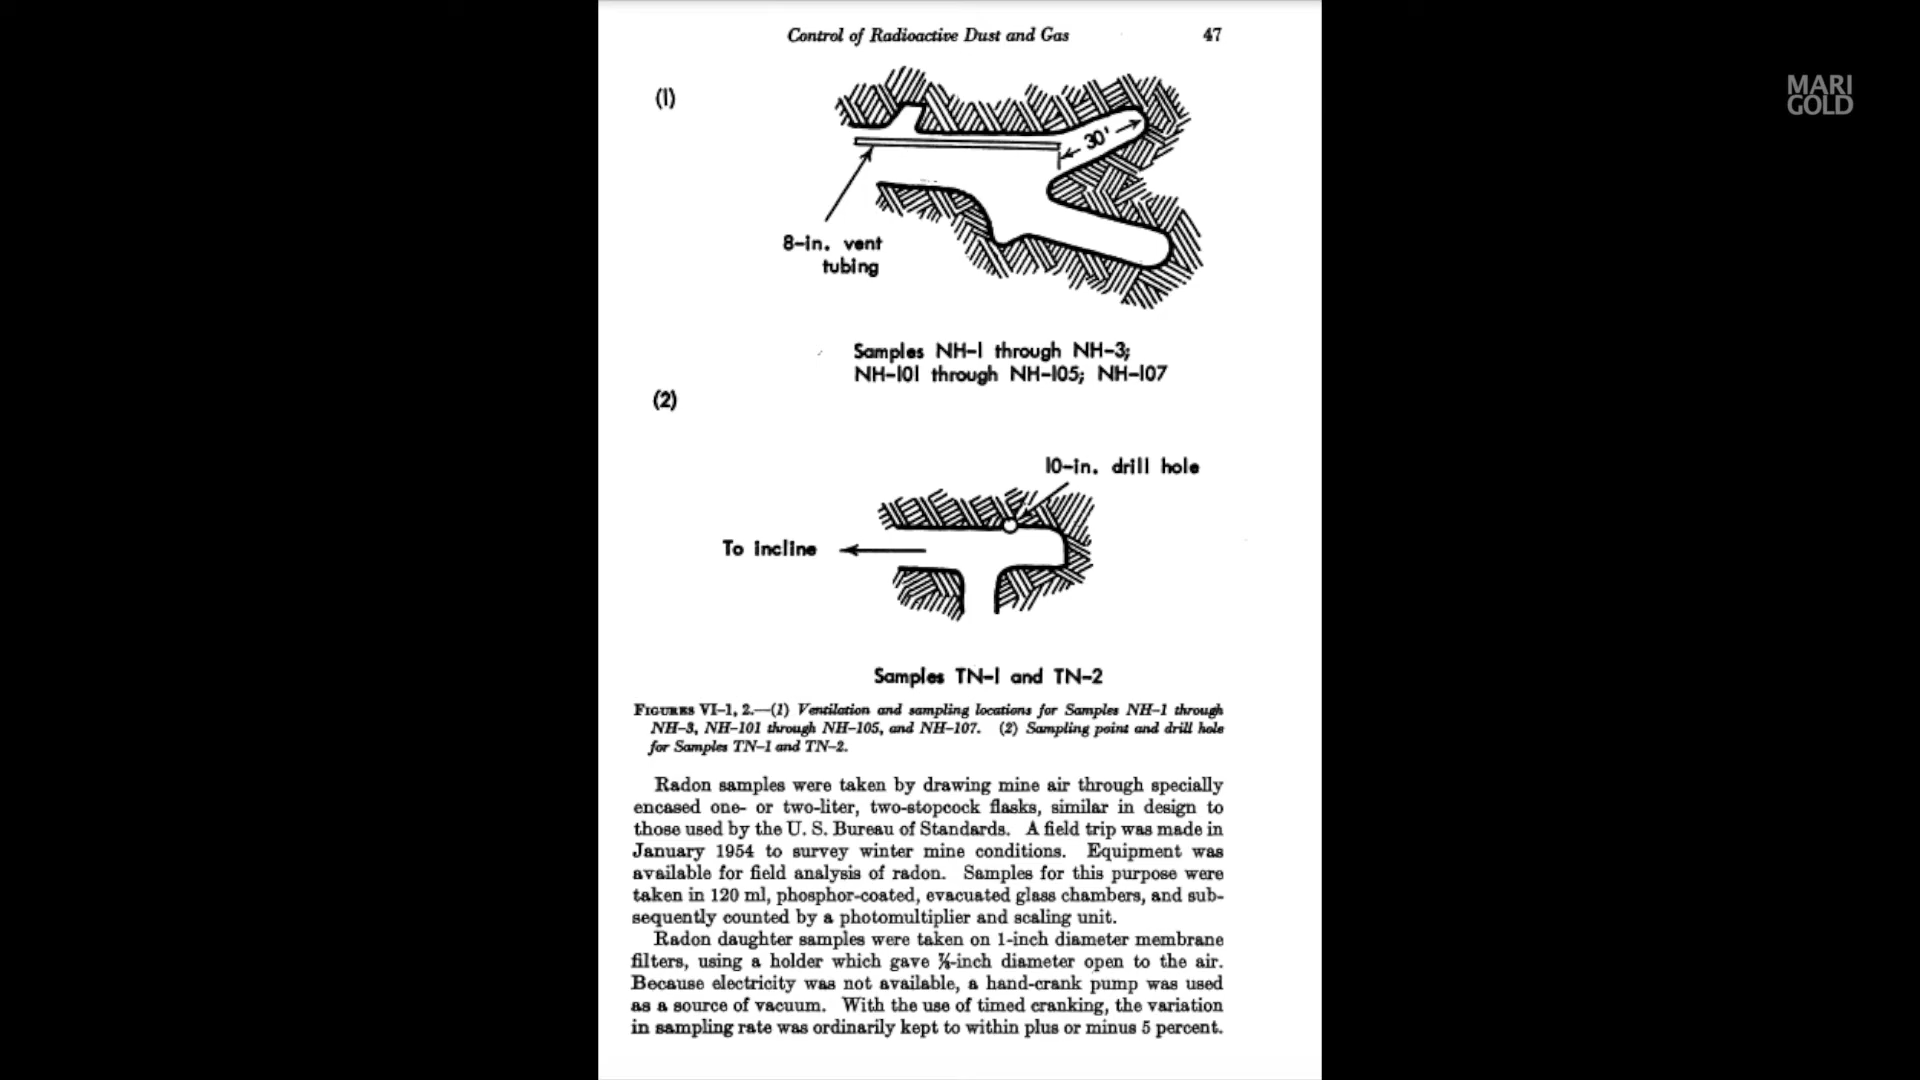 Control of Radioactive Dust and Gas 47
MARI
GOLD
(1)
30'
8-in. vent
tubing
Samples NH-1 through NH-3;
NH-101 through NH-105; NH-107
(2)
10-in. drill hole
To incline
Samples TN-1 and TN-2
FIGURES VI-1, 2.—(1) Ventilation and sampling locations for Samples NH-1 through
NH-3, NH-101 through NH-105, and NH-107. (2) Sampling point and drill hole
for Samples TN-1 and TN-2.
Radon samples were taken by drawing mine air through specially
encased one- or two-liter, two-stopcock flasks, similar in design to
those used by the U. S. Bureau of Standards. A field trip was made in
January 1954 to survey winter mine conditions. Equipment was
available for field analysis of radon. Samples for this purpose were
taken in 120 ml, phosphor-coated, evacuated glass chambers, and sub-
sequently counted by a photomultiplier and scaling unit.
Radon daughter samples were taken on 1-inch diameter membrane
filters, using a holder which gave ⅞-inch diameter open to the air.
Because electricity was not available, a hand-crank pump was used
as a source of vacuum. With the use of timed cranking, the variation
in sampling rate was ordinarily kept to within plus or minus 5 percent.